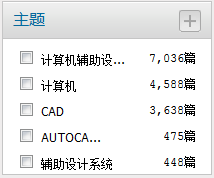 主题
计算机辅助设... 7,036篇
计算机 4,588篇
CAD 3,638篇
AUTOCA... 475篇
辅助设计系统 448篇